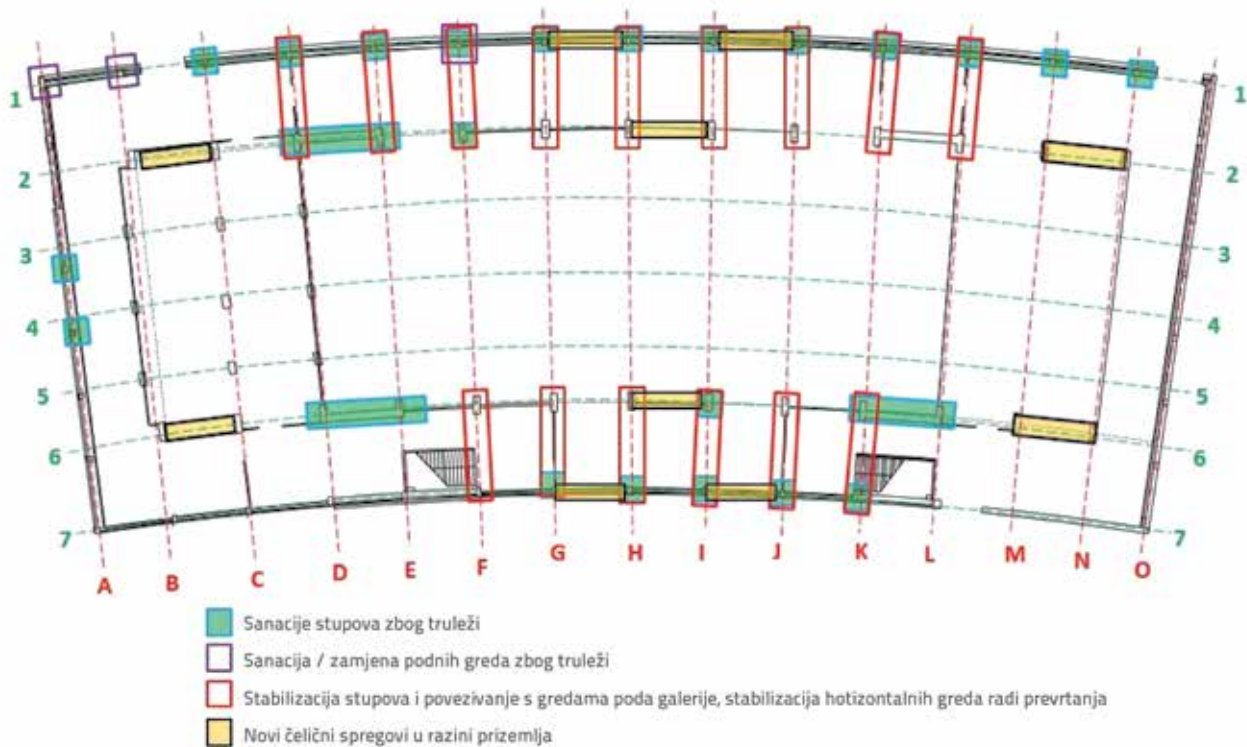 1 1
2 2
3 3
4 4
5 5
6 6
7 7
A B C D E F G H I J K L M N O
Sanacije stupova zbog truleži
Sanacija / zamjena podnih greda zbog truleži
Stabilizacija stupova i povezivanje s gredama poda galerije, stabilizacija hotizontalnih greda radi prevrtanja
Novi čelični spregovi u razini prizemlja